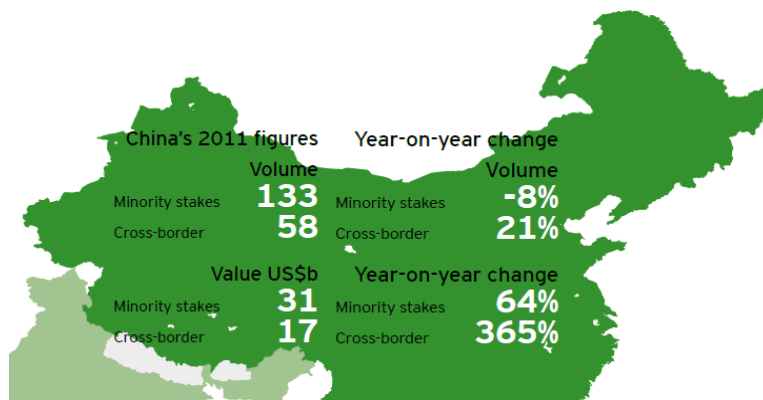 China's 2011 figures Year-on-year change
Volume Volume
Minority stakes 133 Minority stakes -8%
Cross-border 58 Cross-border 21%
Value US$b Year-on-year change
Minority stakes 31 Minority stakes 64%
Cross-border 17 Cross-border 365%